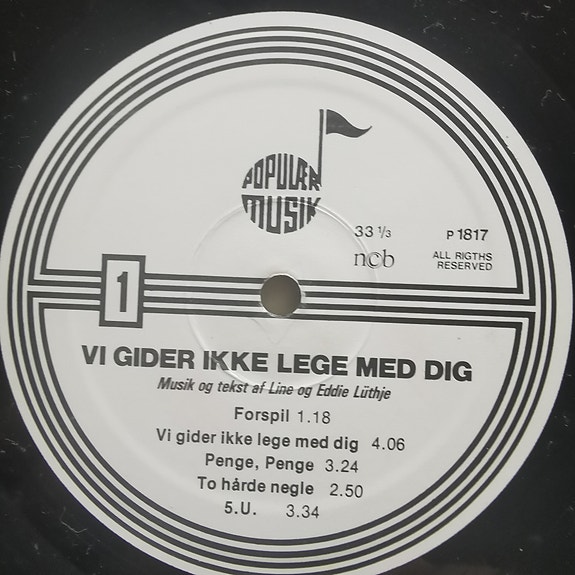 POPULÆR
MUSIK
33 1/3
P 1817
ncb
ALL RIGTHS
RESERVED
1
VI GIDER IKKE LEGE MED DIG
Musik og tekst af Line og Eddie Lüthje
Forspil 1.18
Vi gider ikke lege med dig 4.06
Penge, Penge 3.24
To hårde negle 2.50
5.U. 3.34